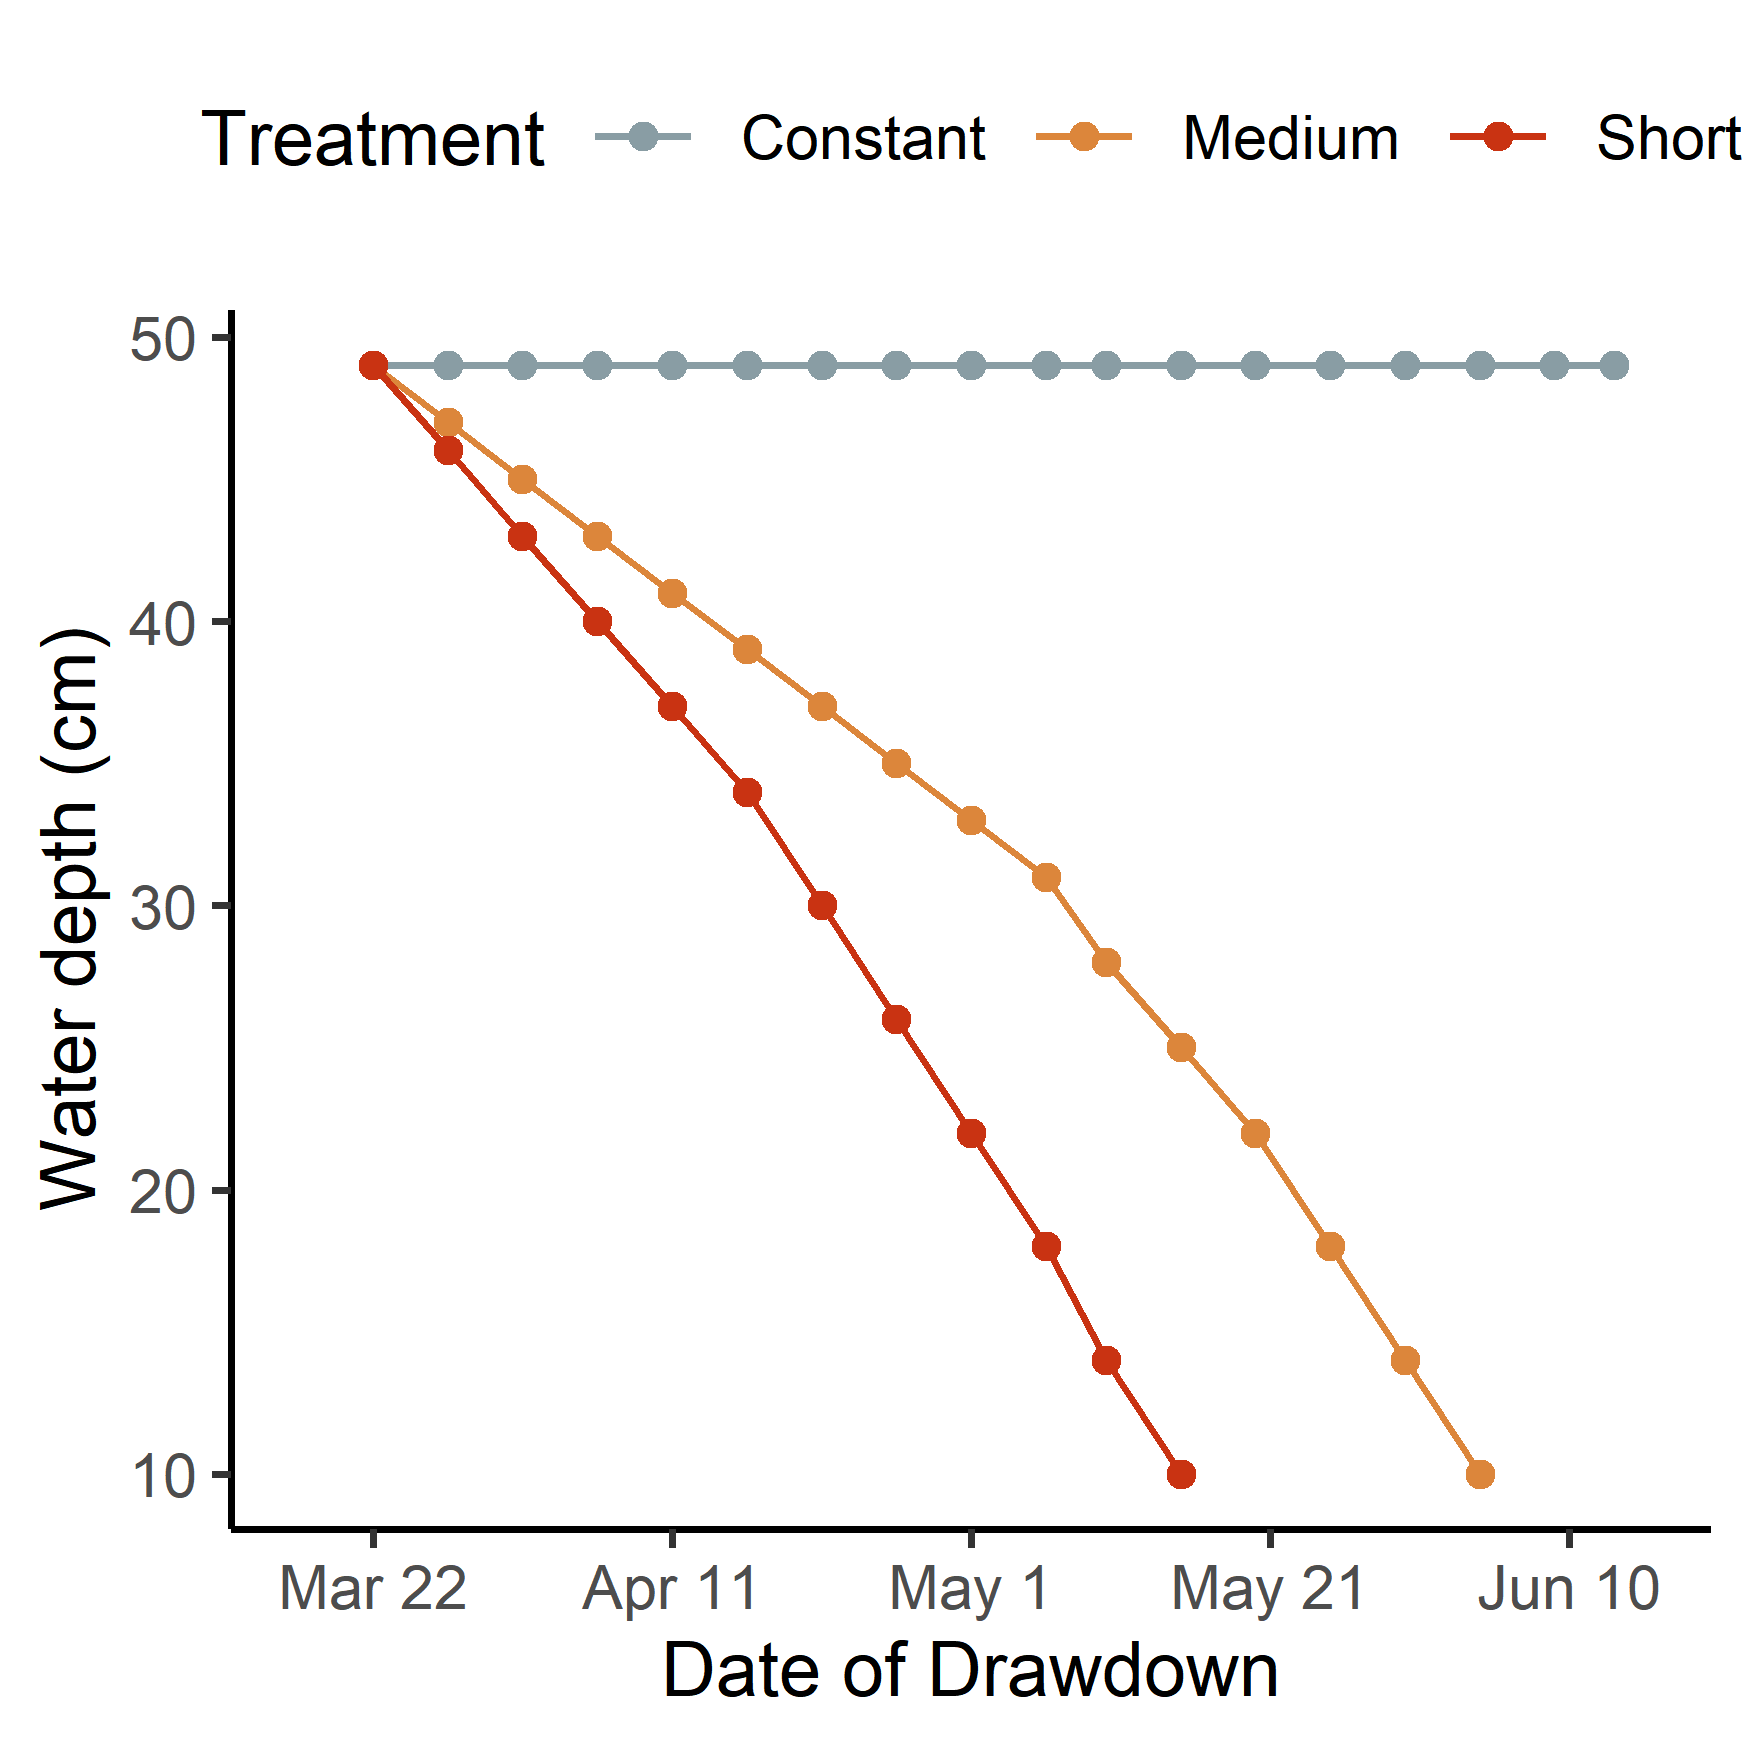 Treatment Constant Medium Short
50
40
30
20
10
Water depth (cm)
Mar 22 Apr 11 May 1 May 21 Jun 10
Date of Drawdown